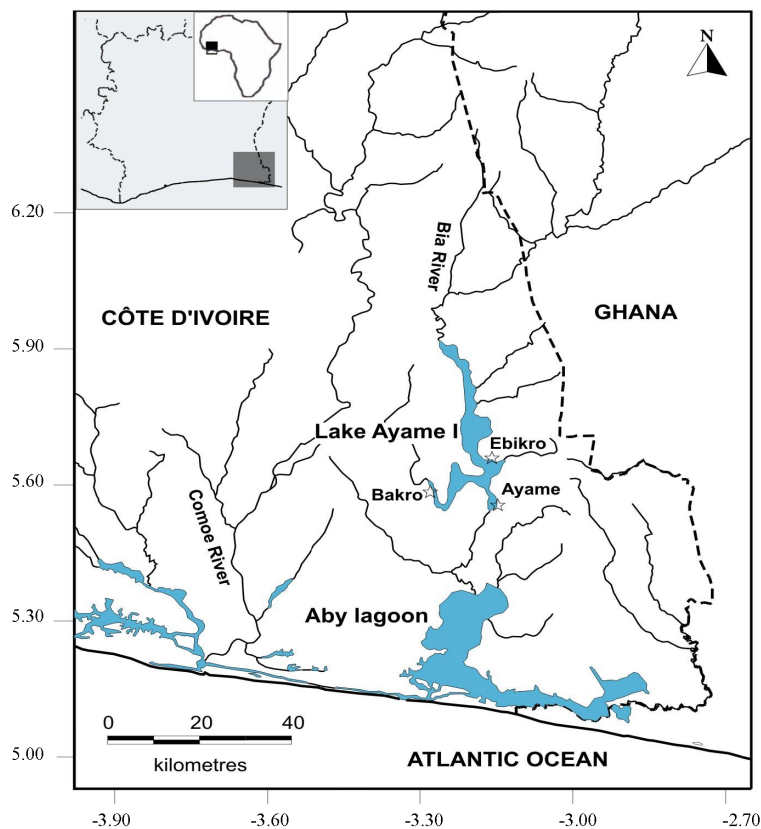 N
6.20
Bia River
CÔTE D'IVOIRE
GHANA
5.90
Lake Ayame I
Ebikro
5.60
Bakro
Ayame
Comoe River
5.30
Aby lagoon
0 20 40
kilometres
5.00
ATLANTIC OCEAN
-3.90 -3.60 -3.30 -3.00 -2.70